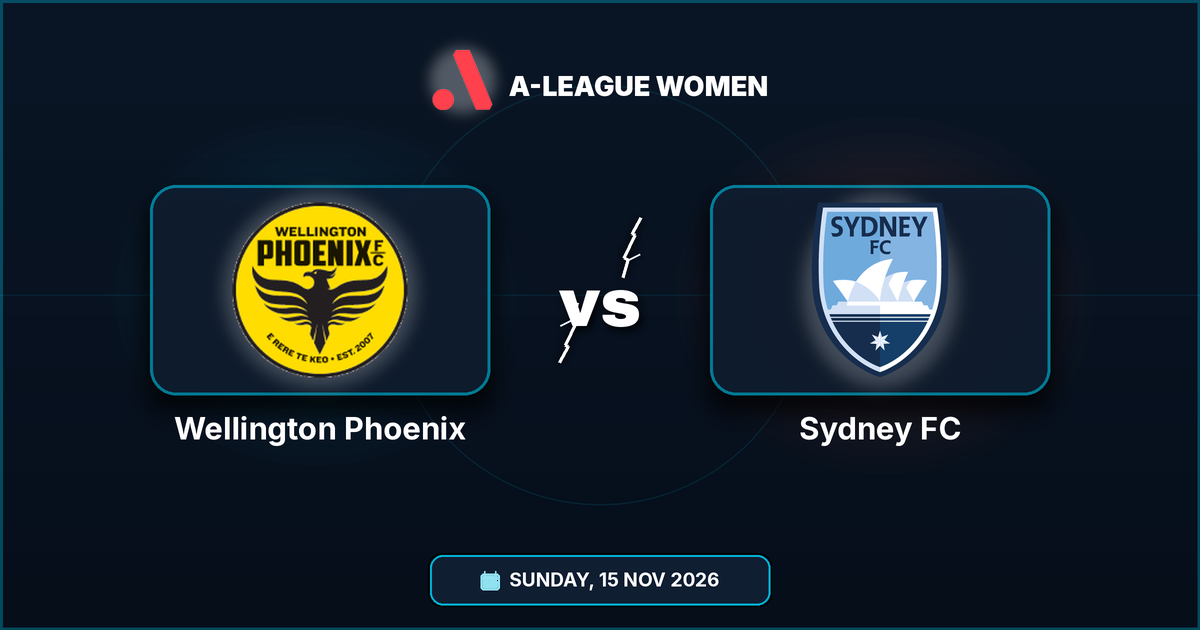 A-LEAGUE WOMEN
WELLINGTON
PHOENIX FC
E RERE TE KEO • EST. 2007
SYDNEY
FC
vs
Wellington Phoenix
Sydney FC
SUNDAY, 15 NOV 2026